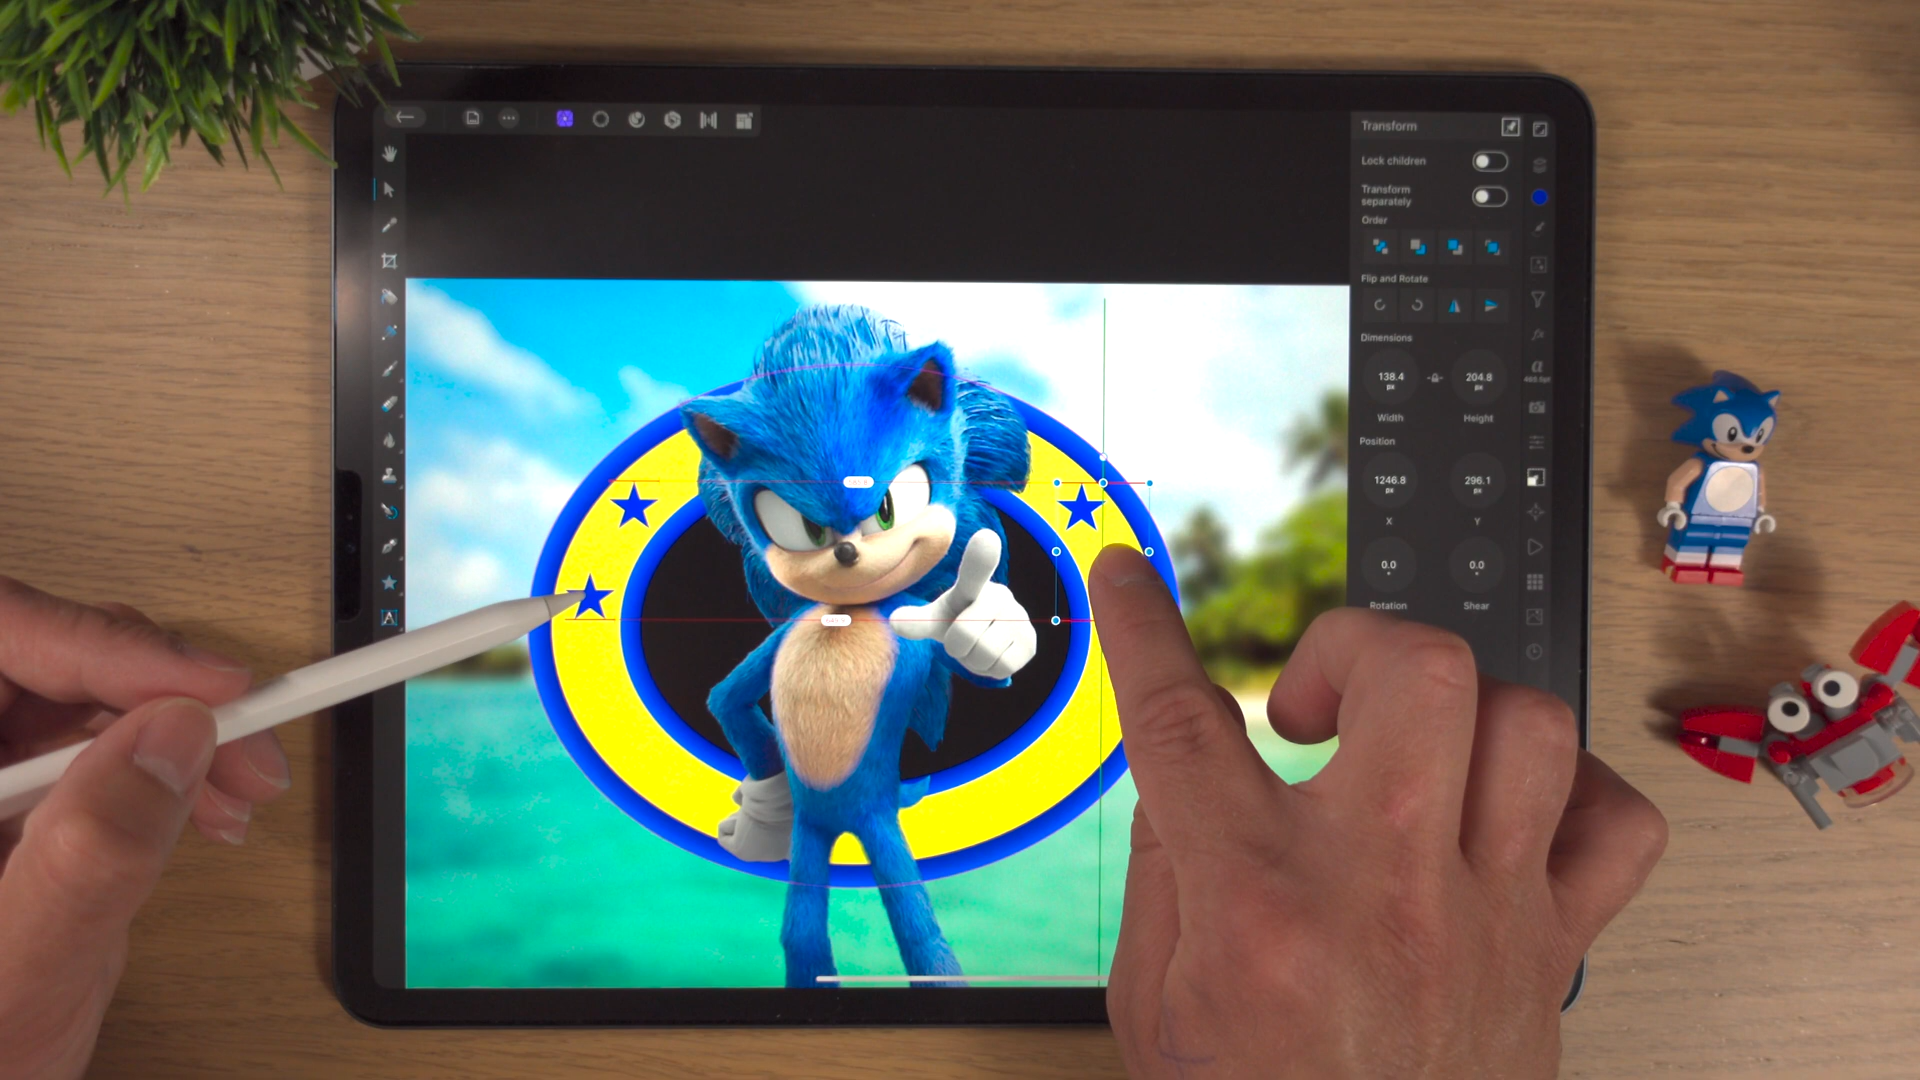 Transform
Lock children
Transform
separately
Order
Flip and Rotate
Dimensions
138.4
px
204.8
px
Width
Height
Position
1246.8
px
296.1
px
X
Y
0.0
0.0
Rotation
Shear
A